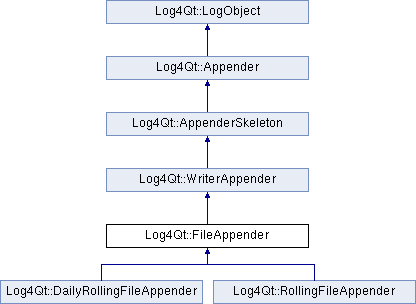 Log4Qt::LogObject
Log4Qt::Appender
Log4Qt::AppenderSkeleton
Log4Qt::WriterAppender
Log4Qt::FileAppender
Log4Qt::DailyRollingFileAppender
Log4Qt::RollingFileAppender